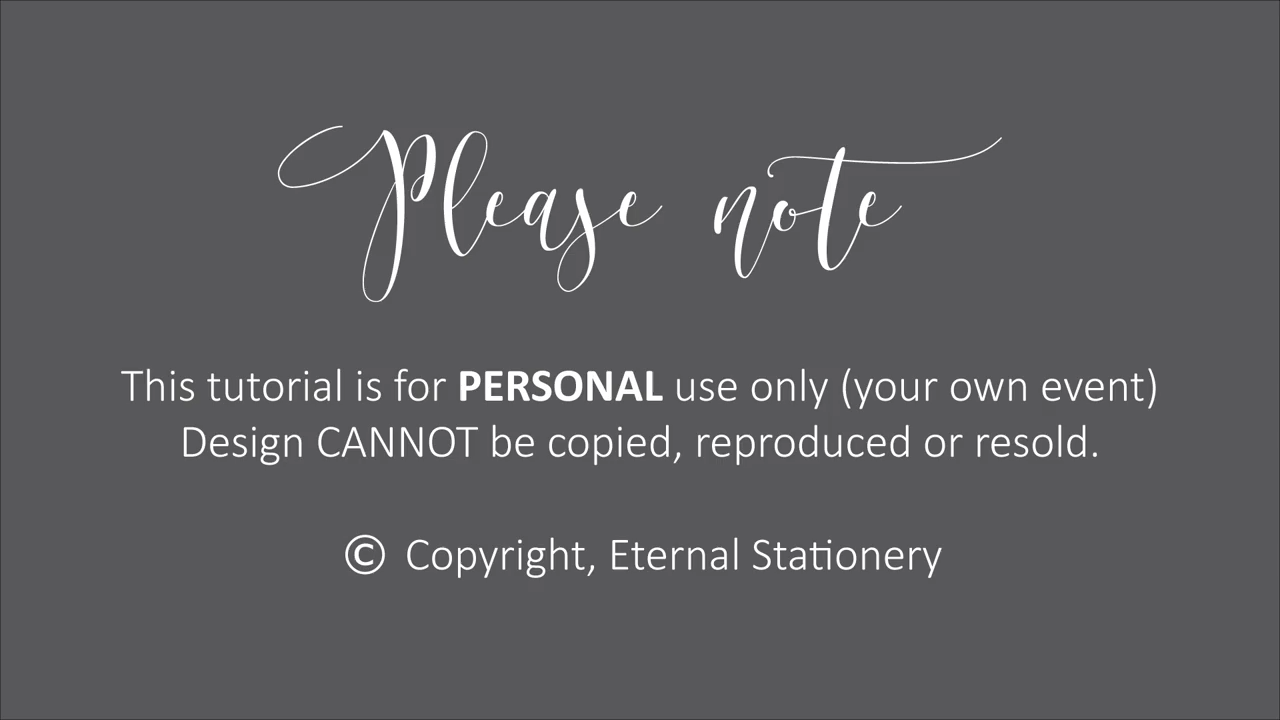 Please note
This tutorial is for PERSONAL use only (your own event)
Design CANNOT be copied, reproduced or resold.
© Copyright, Eternal Stationery